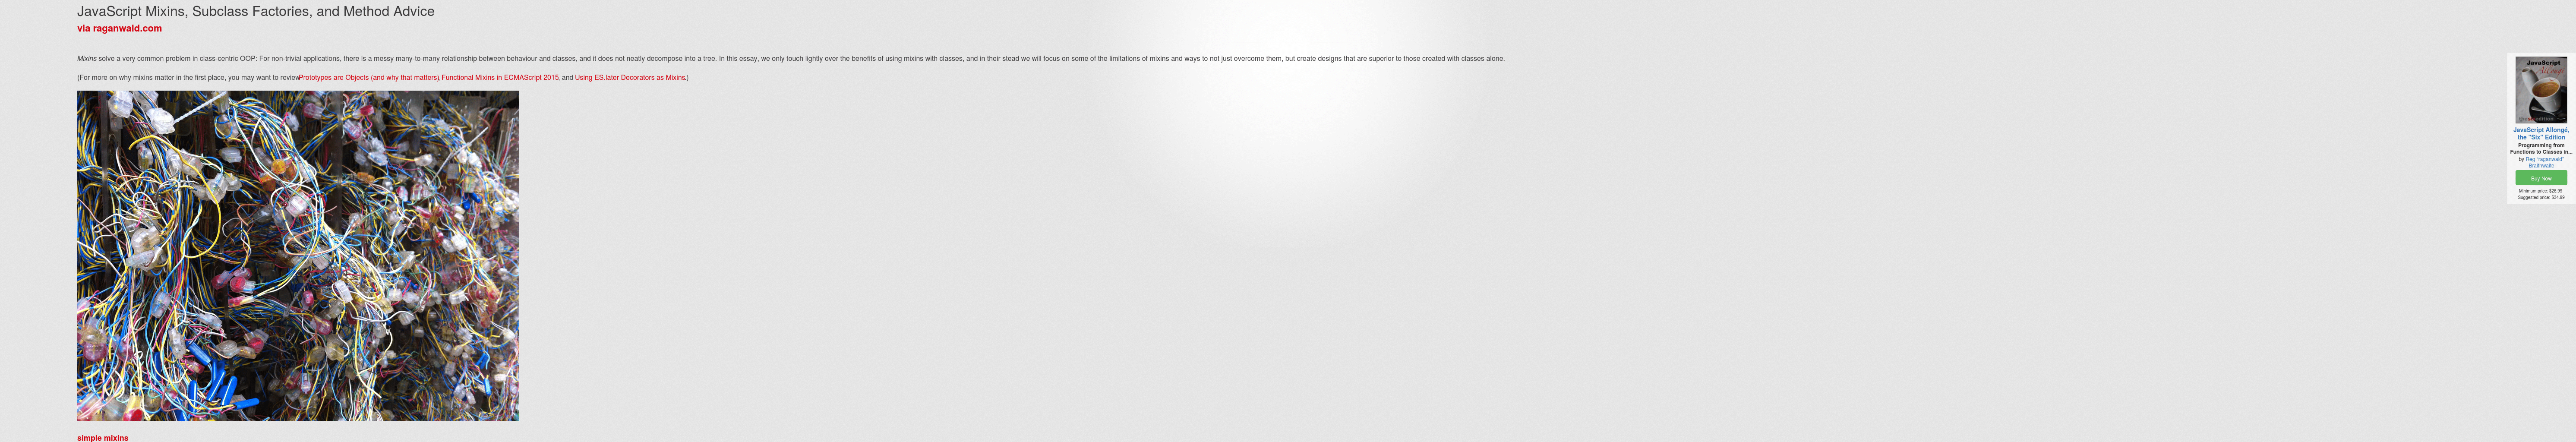 JavaScript Mixins, Subclass Factories, and Method Advice
via raganwald.com
Mixins solve a very common problem in class-centric OOP: For non-trivial applications, there is a messy many-to-many relationship between behaviour and classes, and it does not neatly decompose into a tree. In this essay, we only touch lightly over the benefits of using mixins with classes, and in their stead we will focus on some of the limitations of mixins and ways to not just overcome them, but create designs that are superior to those created with classes alone.
(For more on why mixins matter in the first place, you may want to review Prototypes are Objects (and why that matters), Functional Mixins in ECMAScript 2015, and Using ES.later Decorators as Mixins.)
simple mixins
JavaScript
Allongé
JavaScript Allongé,
the "Six" Edition
Programming from
Functions to Classes in...
by Reg "raganwald"
Braithwaite
Buy Now
Minimum price: $26.99
Suggested price: $34.99